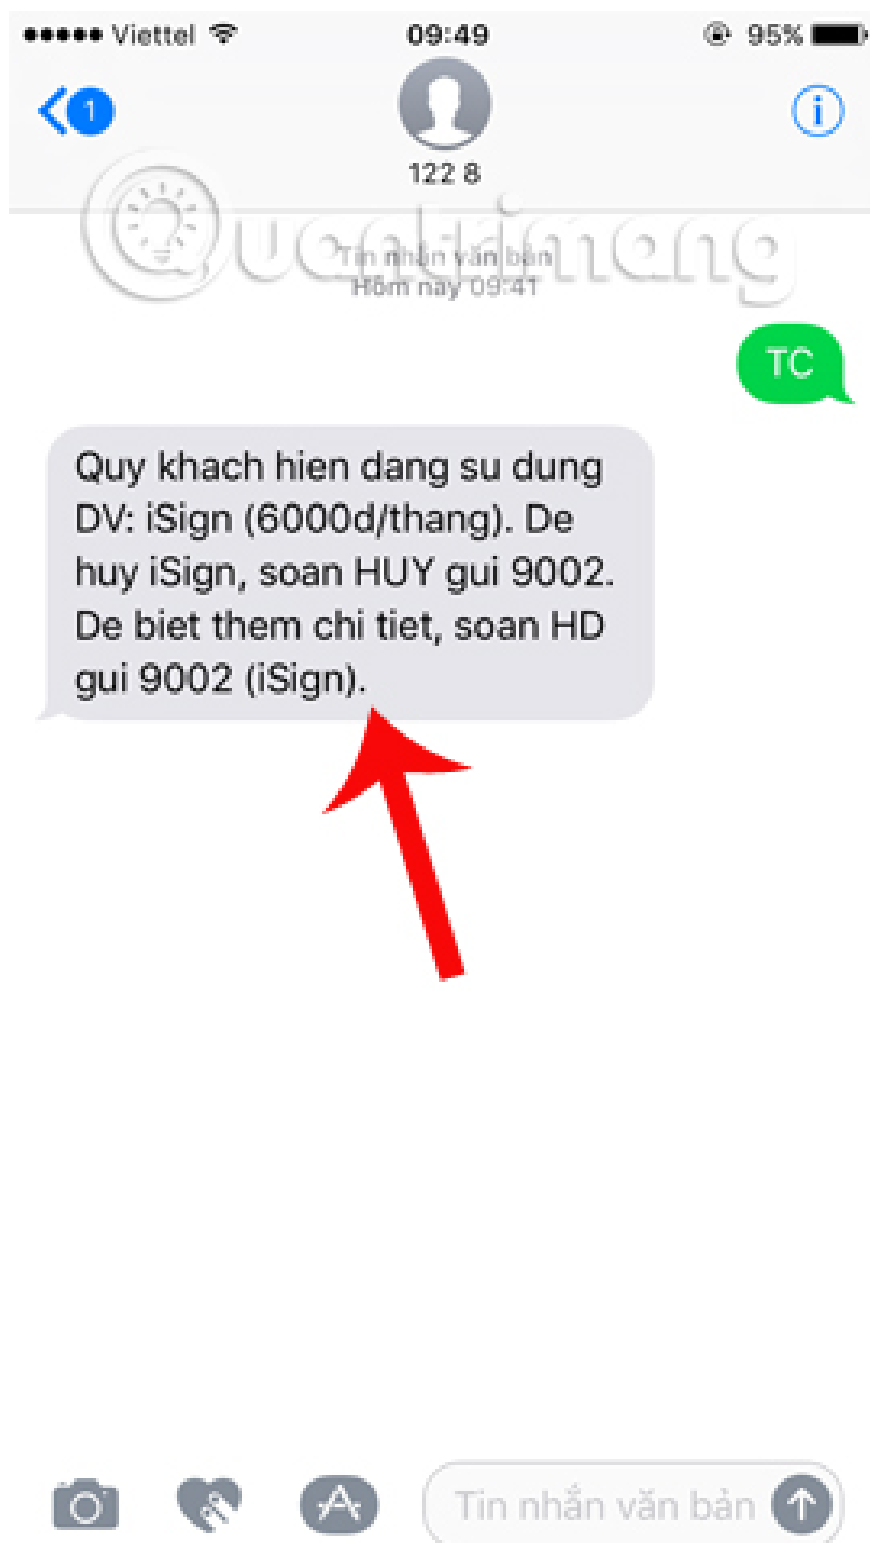 Viettel 09:49 95%
1
122 8
Quantrimang
Tin nhắn văn bản
Hôm nay 09:41
TC
Quy khach hien dang su dung
DV: iSign (6000d/thang). De
huy iSign, soan HUY gui 9002.
De biet them chi tiet, soan HD
gui 9002 (iSign).
Tin nhắn văn bản